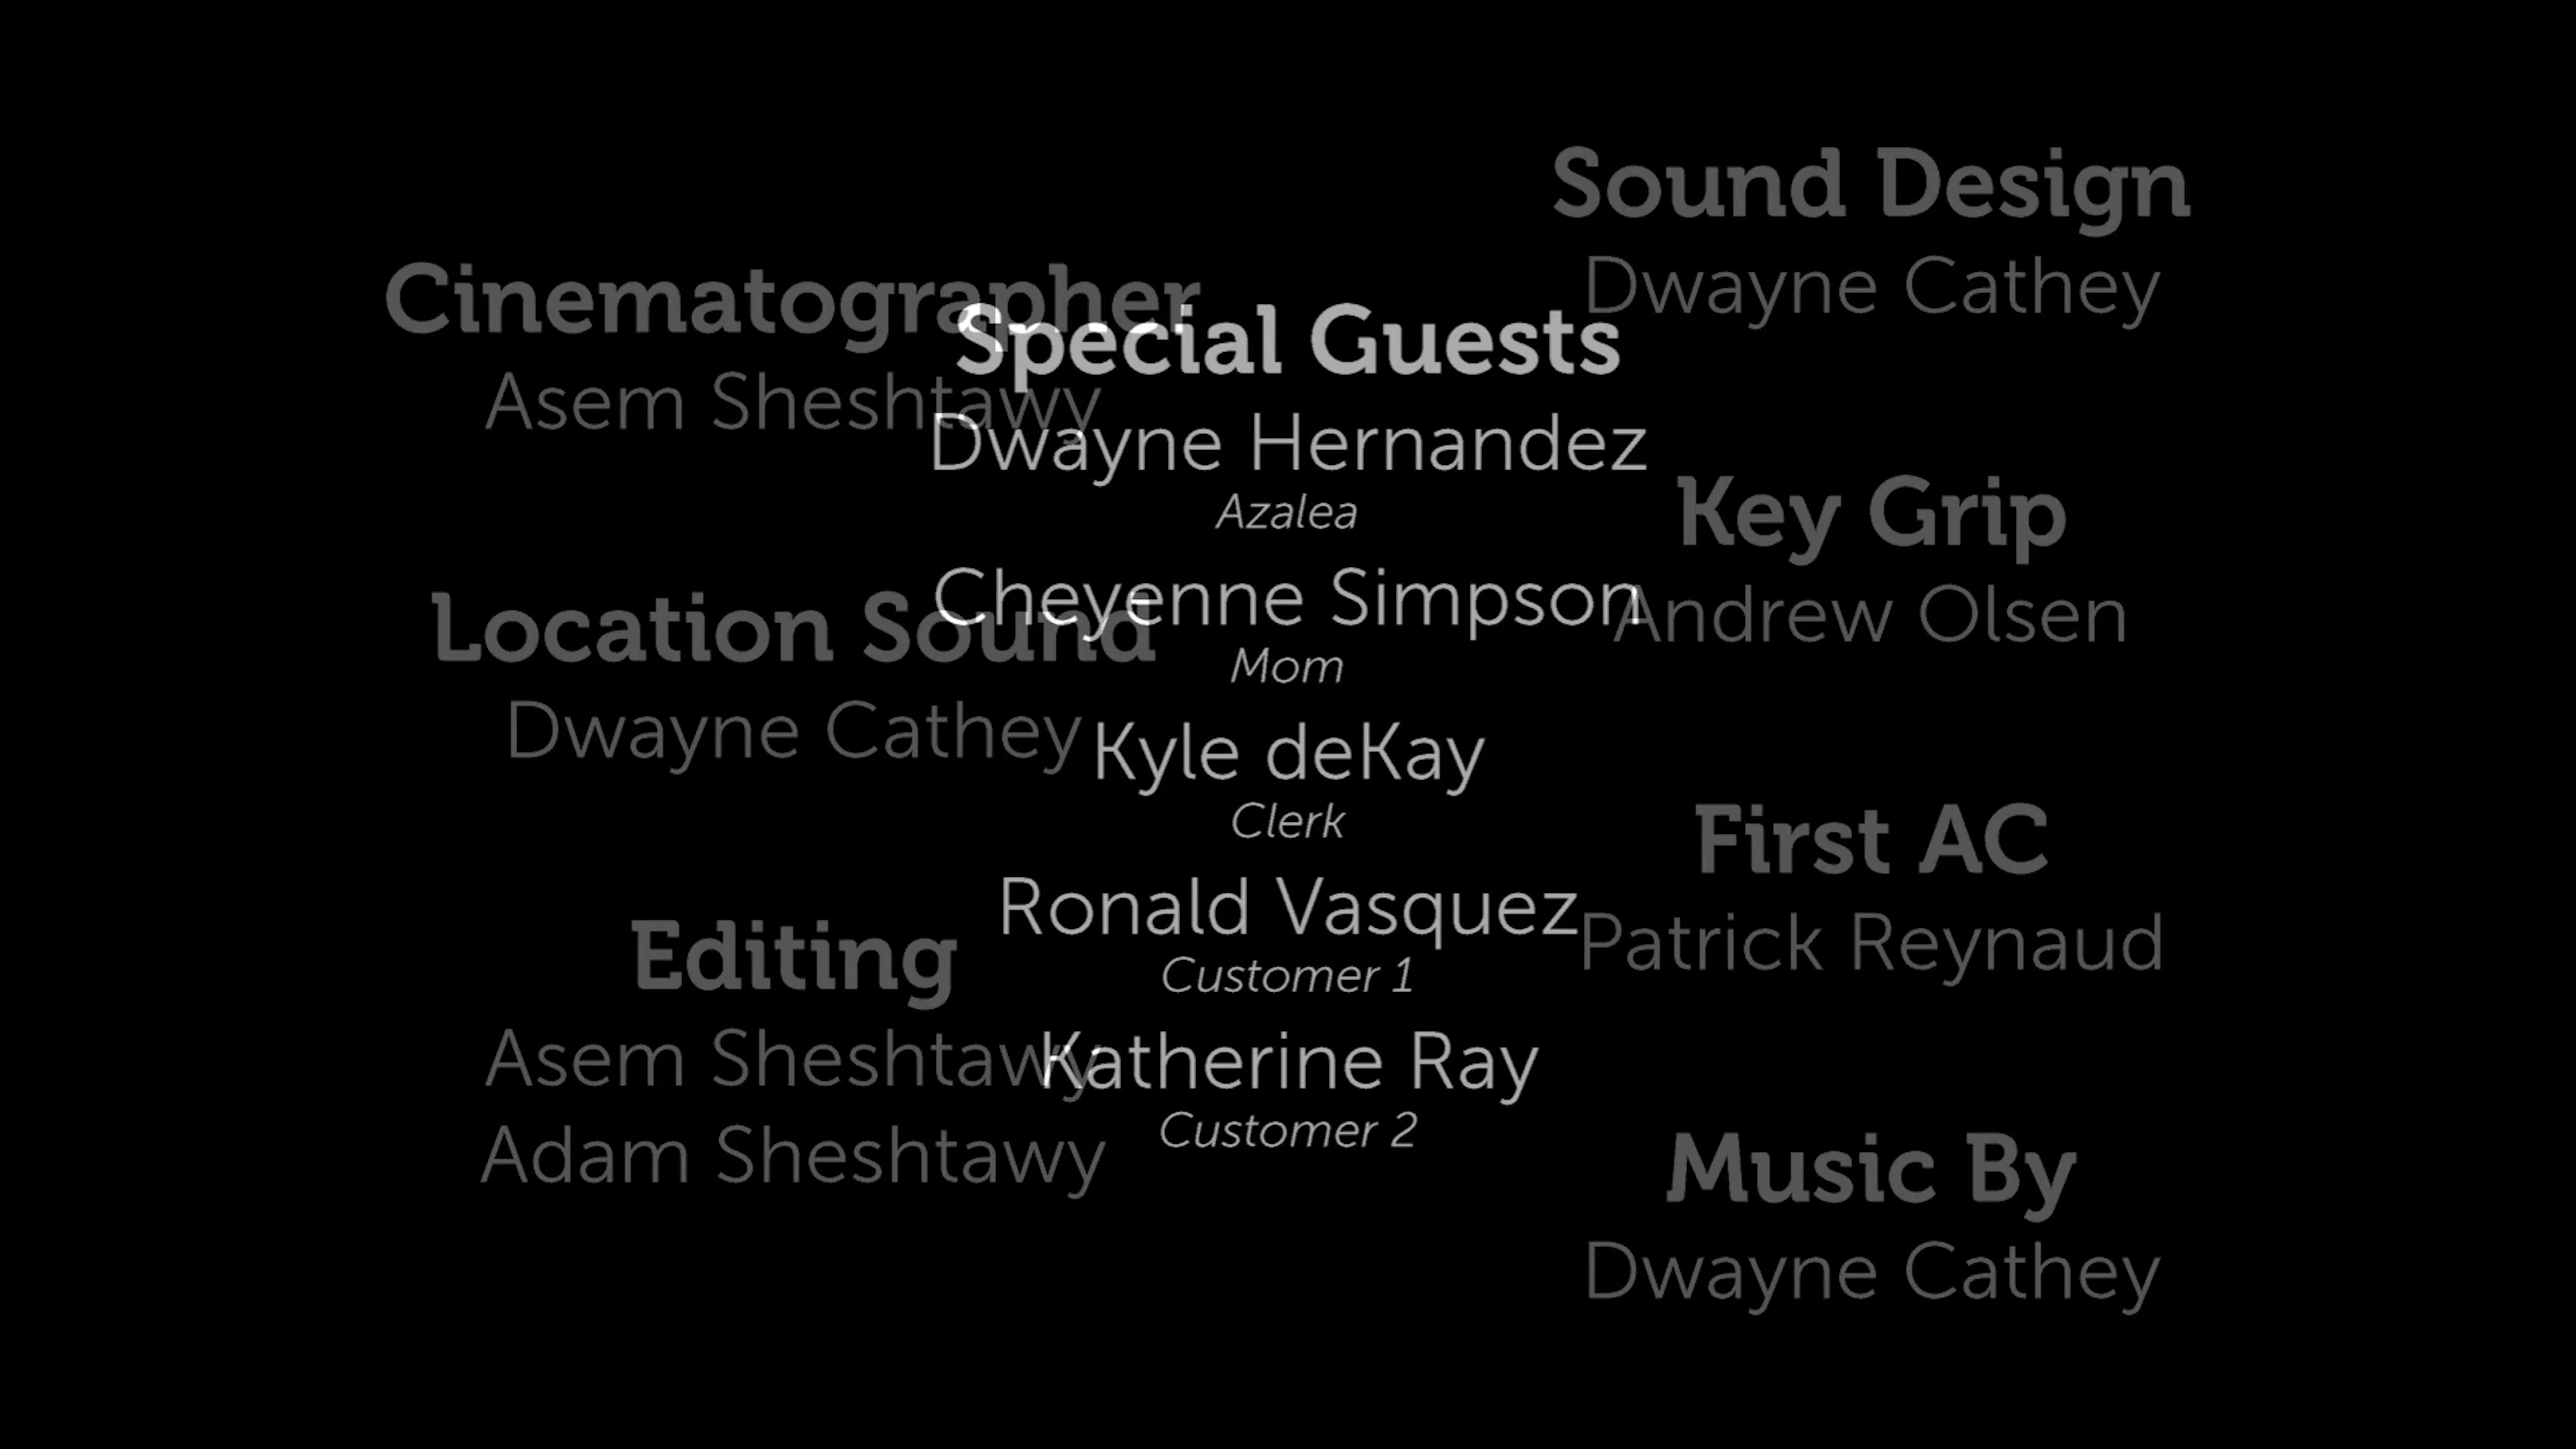 Cinematographer
Asem Sheshtawy
Location Sound
Dwayne Cathey
Editing
Asem Sheshtawy
Adam Sheshtawy
Special Guests
Dwayne Hernandez
Azalea
Cheyenne Simpson
Mom
Kyle deKay
Clerk
Ronald Vasquez
Customer 1
Katherine Ray
Customer 2
Sound Design
Dwayne Cathey
Key Grip
Andrew Olsen
First AC
Patrick Reynaud
Music By
Dwayne Cathey